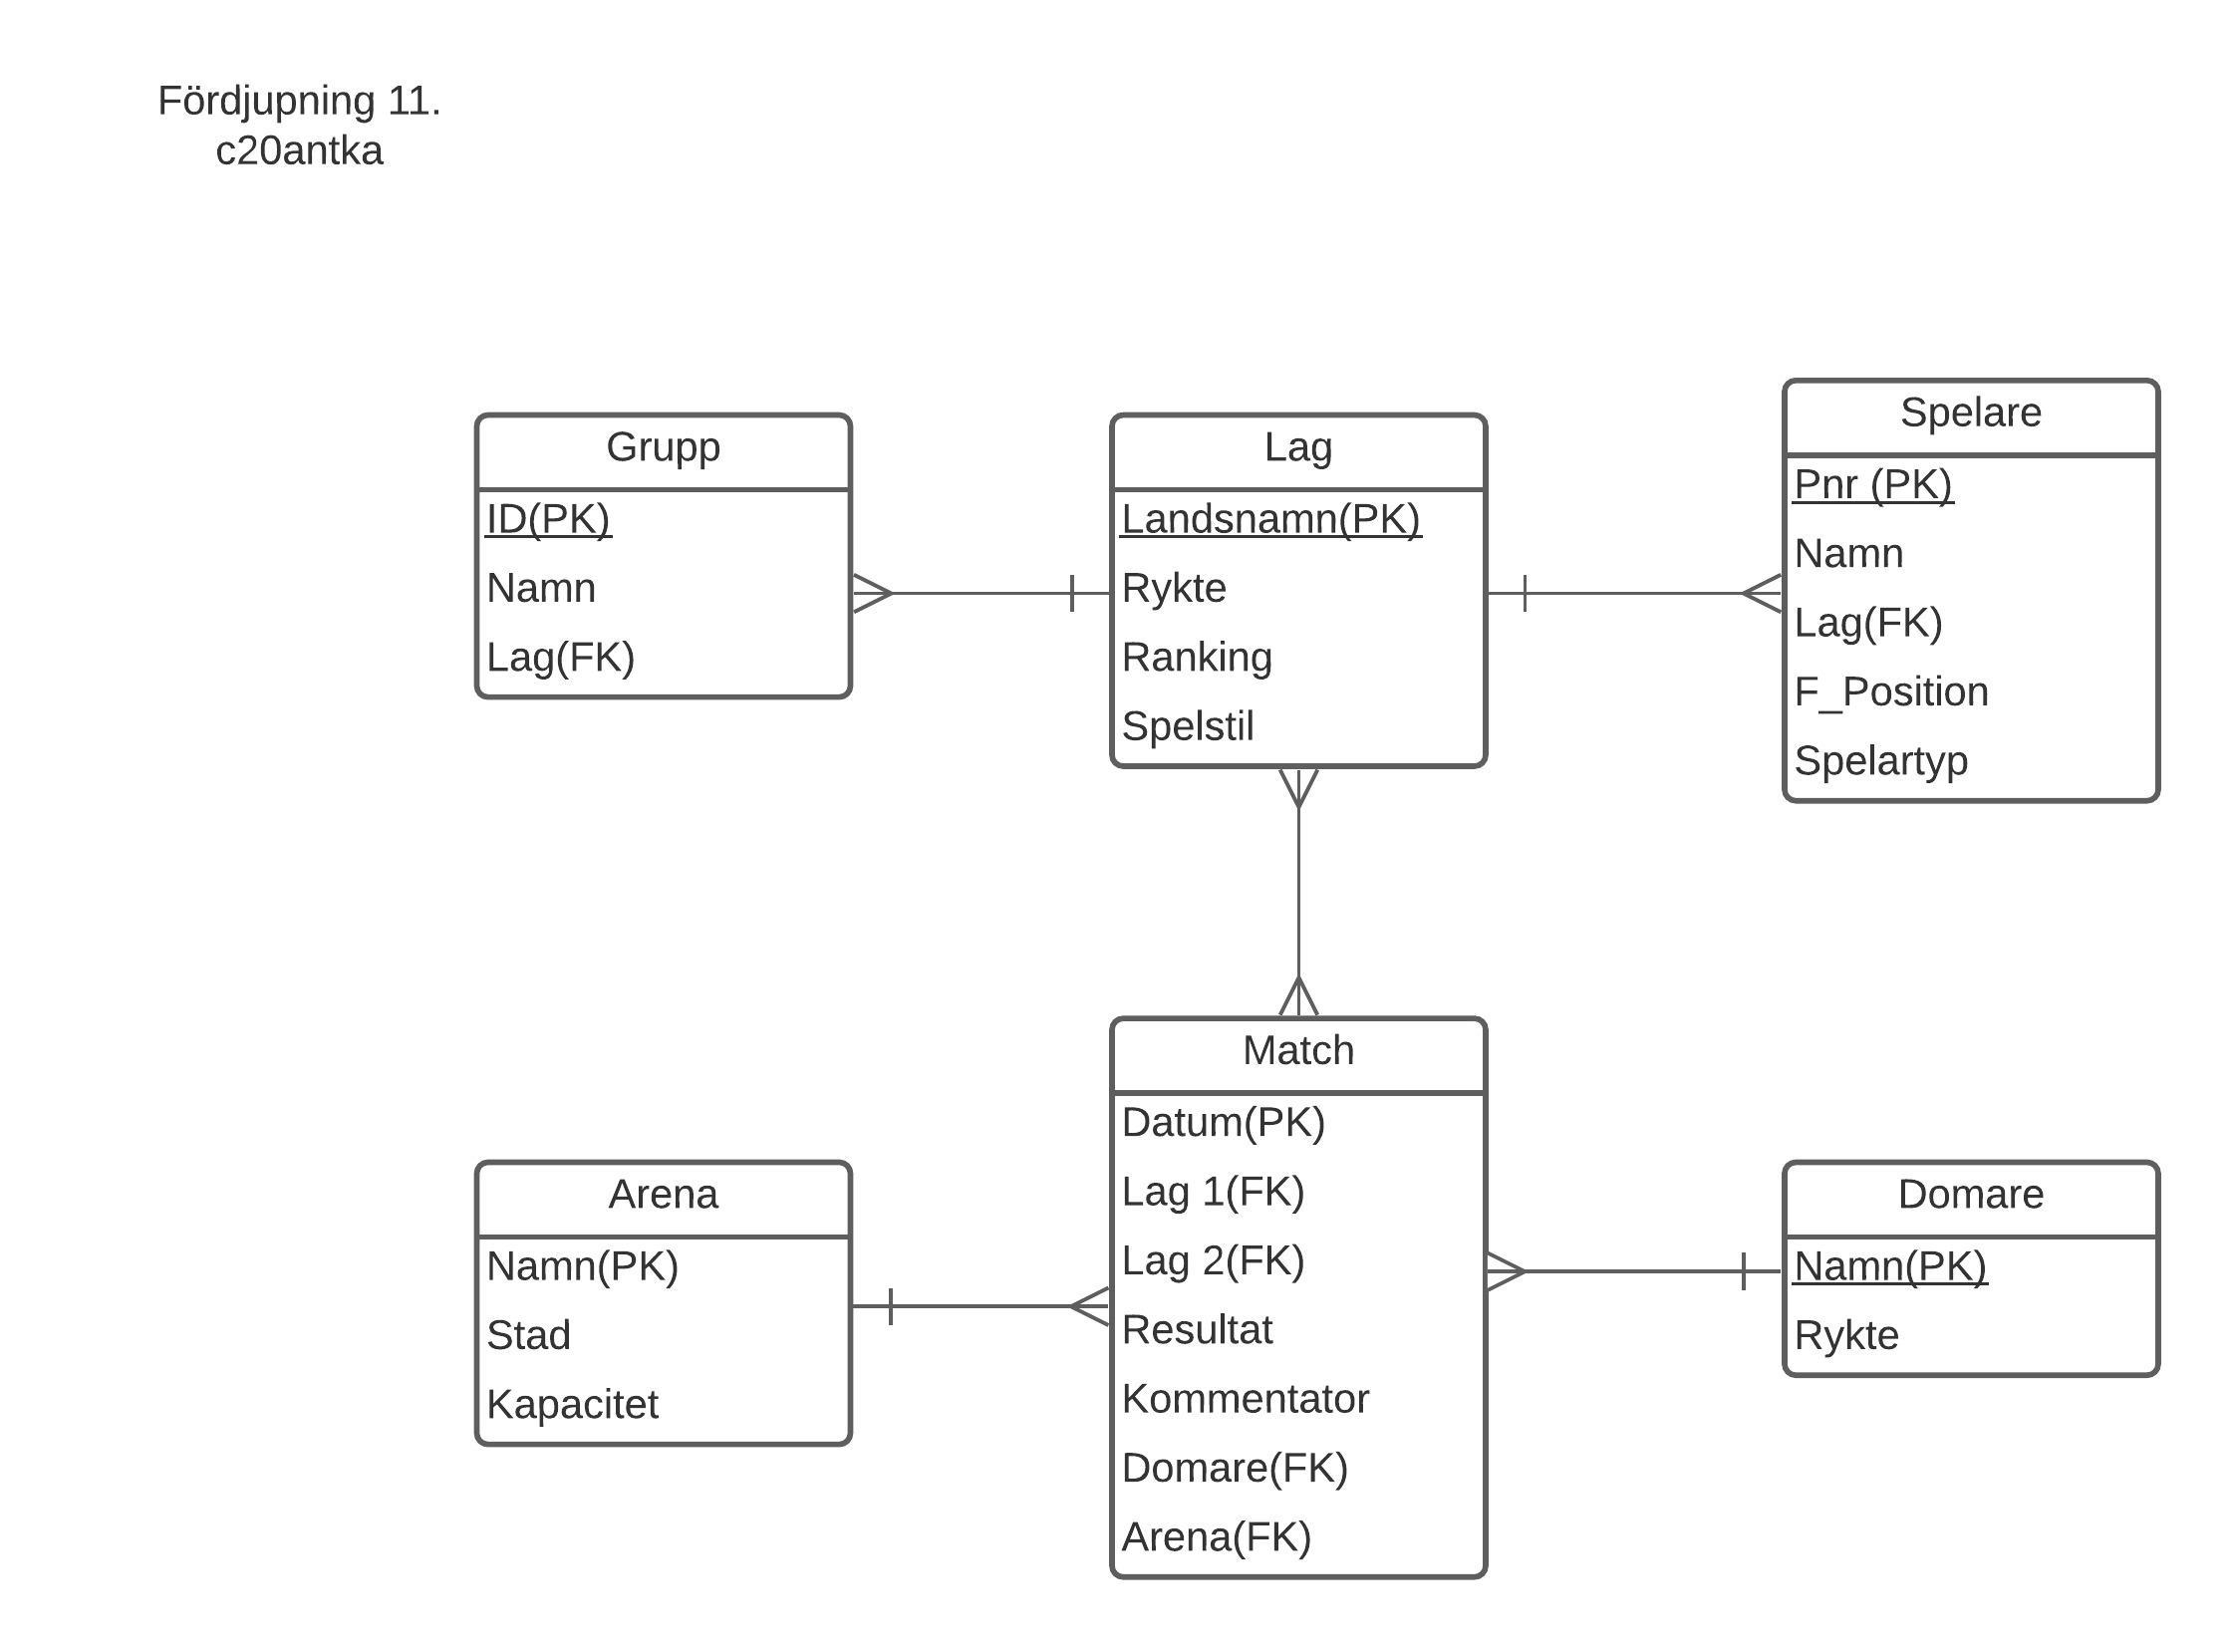 Fördjupning 11.
c20antka
Grupp
ID(PK)
Namn
Lag(FK)
Lag
Landsnamn(PK)
Rykte
Ranking
Spelstil
Spelare
Pnr (PK)
Namn
Lag(FK)
F_Position
Spelartyp
Arena
Namn(PK)
Stad
Kapacitet
Match
Datum(PK)
Lag 1(FK)
Lag 2(FK)
Resultat
Kommentator
Domare(FK)
Arena(FK)
Domare
Namn(PK)
Rykte